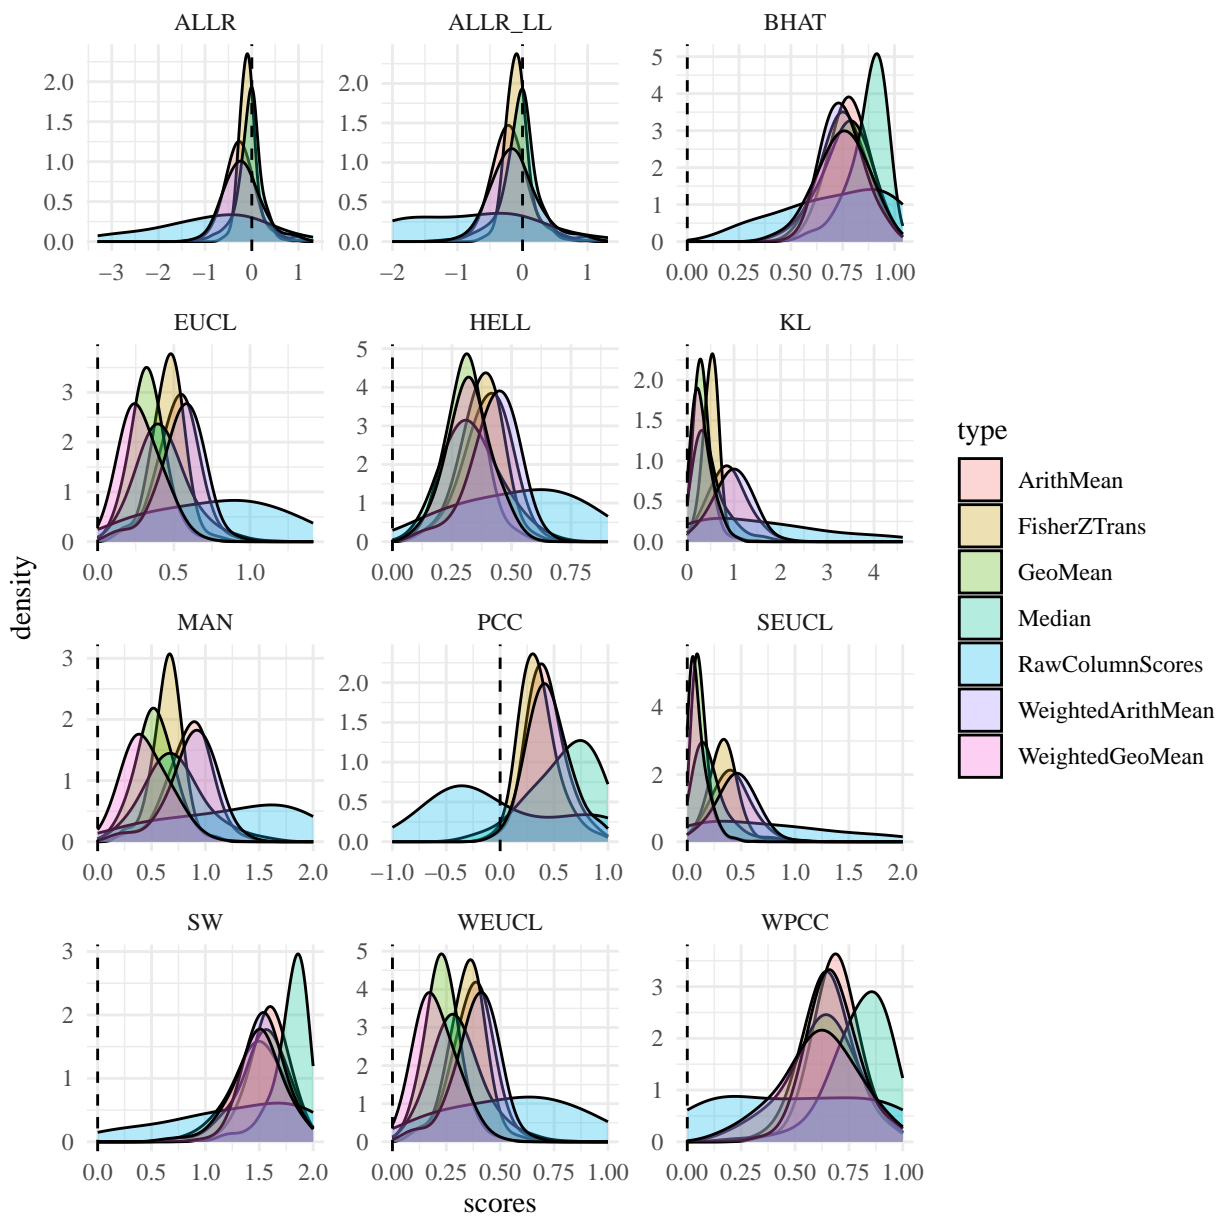 ALLR ALLR_LL BHAT
2.0 1.5 1.0 0.5 0.0
−3 −2 −1 0 1
2.0 1.5 1.0 0.5 0.0
−2 −1 0 1
5 4 3 2 1 0
0.00 0.25 0.50 0.75 1.00
EUCL HELL KL
3 2 1 0
0.0 0.5 1.0
5 4 3 2 1 0
0.00 0.25 0.50 0.75
2.0 1.5 1.0 0.5 0.0
0 1 2 3 4
MAN PCC SEUCL
3 2 1 0
0.0 0.5 1.0 1.5 2.0
2.0 1.5 1.0 0.5 0.0
−1.0 −0.5 0.0 0.5 1.0
4 2 0
0.0 0.5 1.0 1.5 2.0
SW WEUCL WPCC
3 2 1 0
0.0 0.5 1.0 1.5 2.0
5 4 3 2 1 0
0.00 0.25 0.50 0.75 1.00
3 2 1 0
0.00 0.25 0.50 0.75 1.00
density
scores
type
ArithMean
FisherZTrans
GeoMean
Median
RawColumnScores
WeightedArithMean
WeightedGeoMean